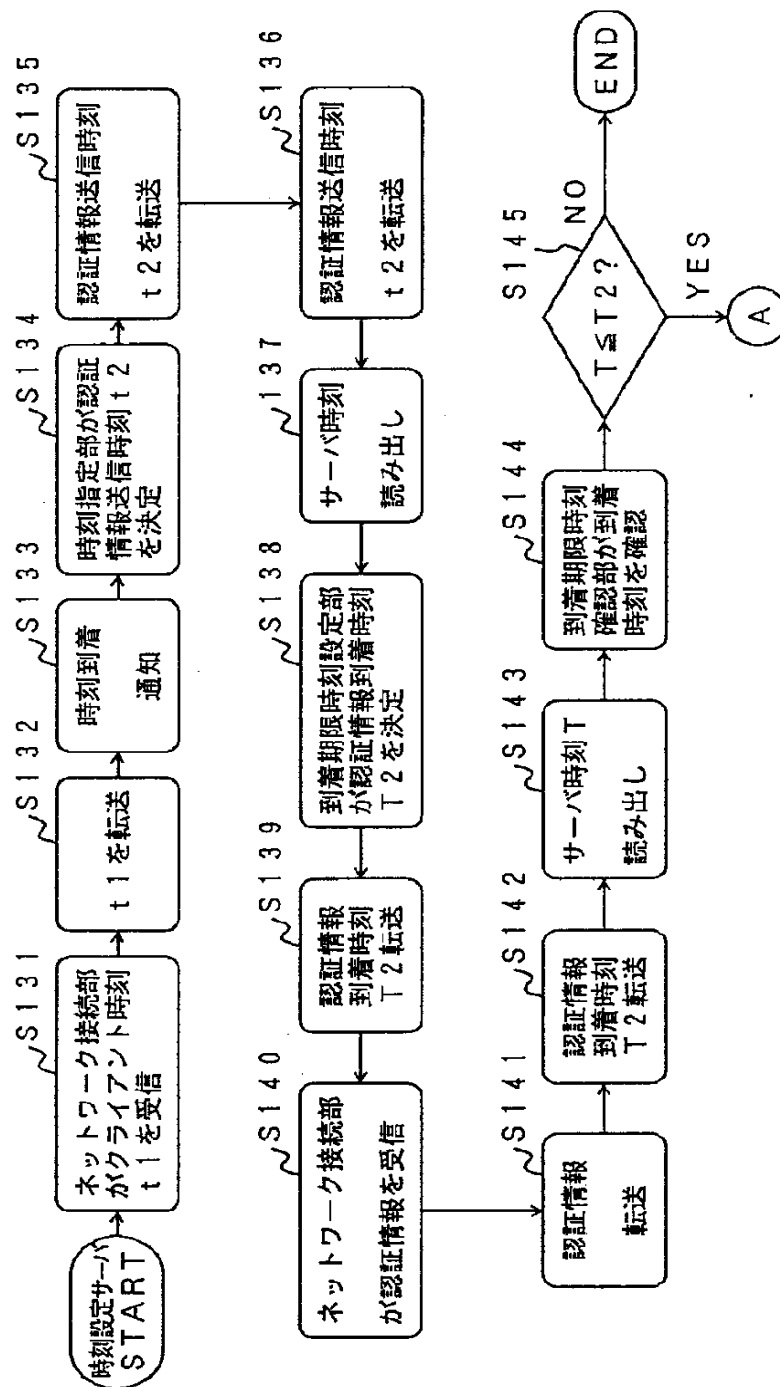 時刻設定サーバ
START
S131
ネットワーク接続部
がクライアント時刻
t1を受信
S132
t1を転送
S133
時刻到着
通知
S134
時刻指定部が認証
情報送信時刻t2
を決定
S135
認証情報送信時刻
t2を転送
S136
認証情報送信時刻
t2を転送
137
サーバ時刻
読み出し
S138
到着期限時刻設定部
が認証情報到着時刻
T2を決定
S139
認証情報
到着時刻
T2転送
S140
ネットワーク接続部
が認証情報を受信
S141
認証情報
転送
S142
認証情報
到着時刻
T2転送
S143
サーバ時刻T
読み出し
S144
到着期限時刻
確認部が到着
時刻を確認
S145
T≦T2?
NO
END
YES
A